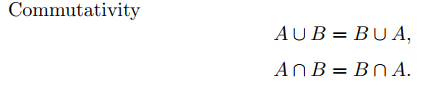 Commutativity
A ∪ B = B ∪ A,
A ∩ B = B ∩ A.